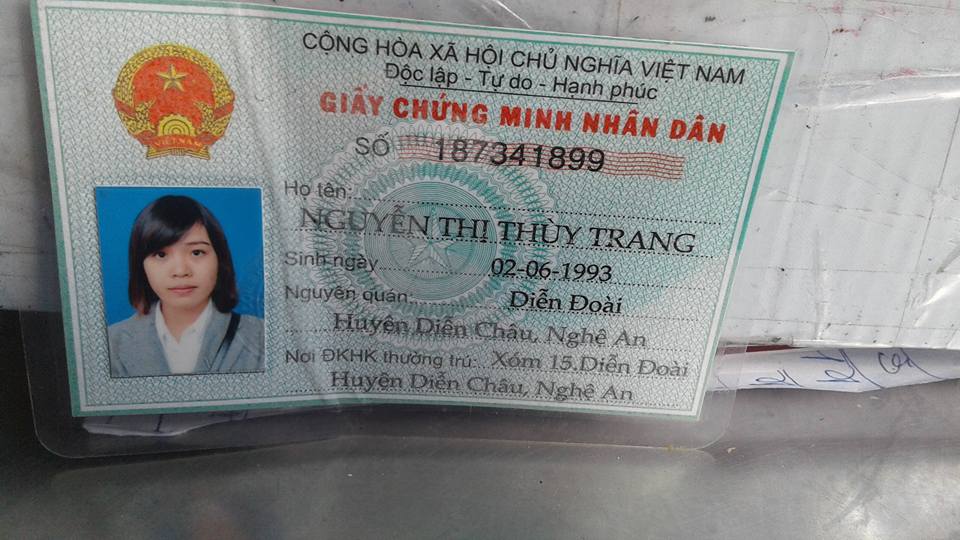 CỘNG HÒA XÃ HỘI CHỦ NGHĨA VIỆT NAM
Độc lập - Tự do - Hạnh phúc
GIẤY CHỨNG MINH NHÂN DÂN
SỐ 187341899
VIỆT NAM
Họ tên:
NGUYỄN THỊ THÙY TRANG
Sinh ngày 02-06-1993
Nguyên quán: Diễn Đoài
Huyện Diễn Châu, Nghệ An
Nơi ĐKHK thường trú: Xóm 15.Diễn Đoài
Huyện Diễn Châu, Nghệ An